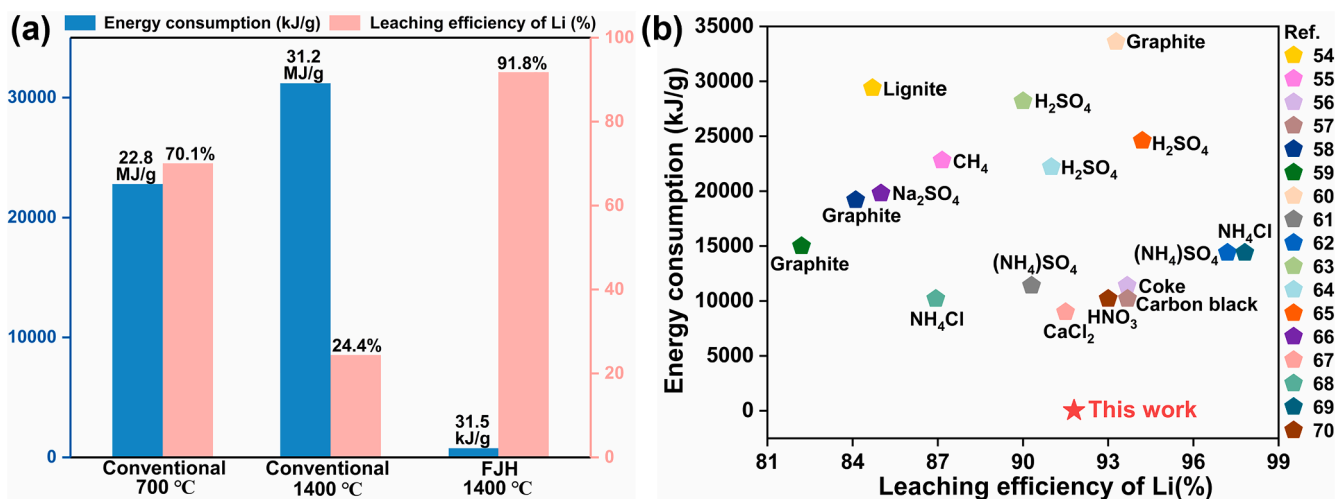 (a)
Energy consumption (kJ/g)
Leaching efficiency of Li (%)
30000
20000
10000
0
100
80
60
40
20
0
22.8
MJ/g
70.1%
31.2
MJ/g
24.4%
31.5
kJ/g
91.8%
Conventional
700 ℃
Conventional
1400 ℃
FJH
1400 ℃
(b)
Energy consumption (kJ/g)
35000
30000
25000
20000
15000
10000
5000
0
Graphite
Lignite
H₂SO₄
H₂SO₄
CH₄
H₂SO₄
Na₂SO₄
Graphite
Graphite
NH₄Cl
(NH₄)SO₄
(NH₄)SO₄
Coke
Carbon black
HNO₃
NH₄Cl
CaCl₂
This work
81
84
87
90
93
96
99
Leaching efficiency of Li(%)
Ref.
54
55
56
57
58
59
60
61
62
63
64
65
66
67
68
69
70